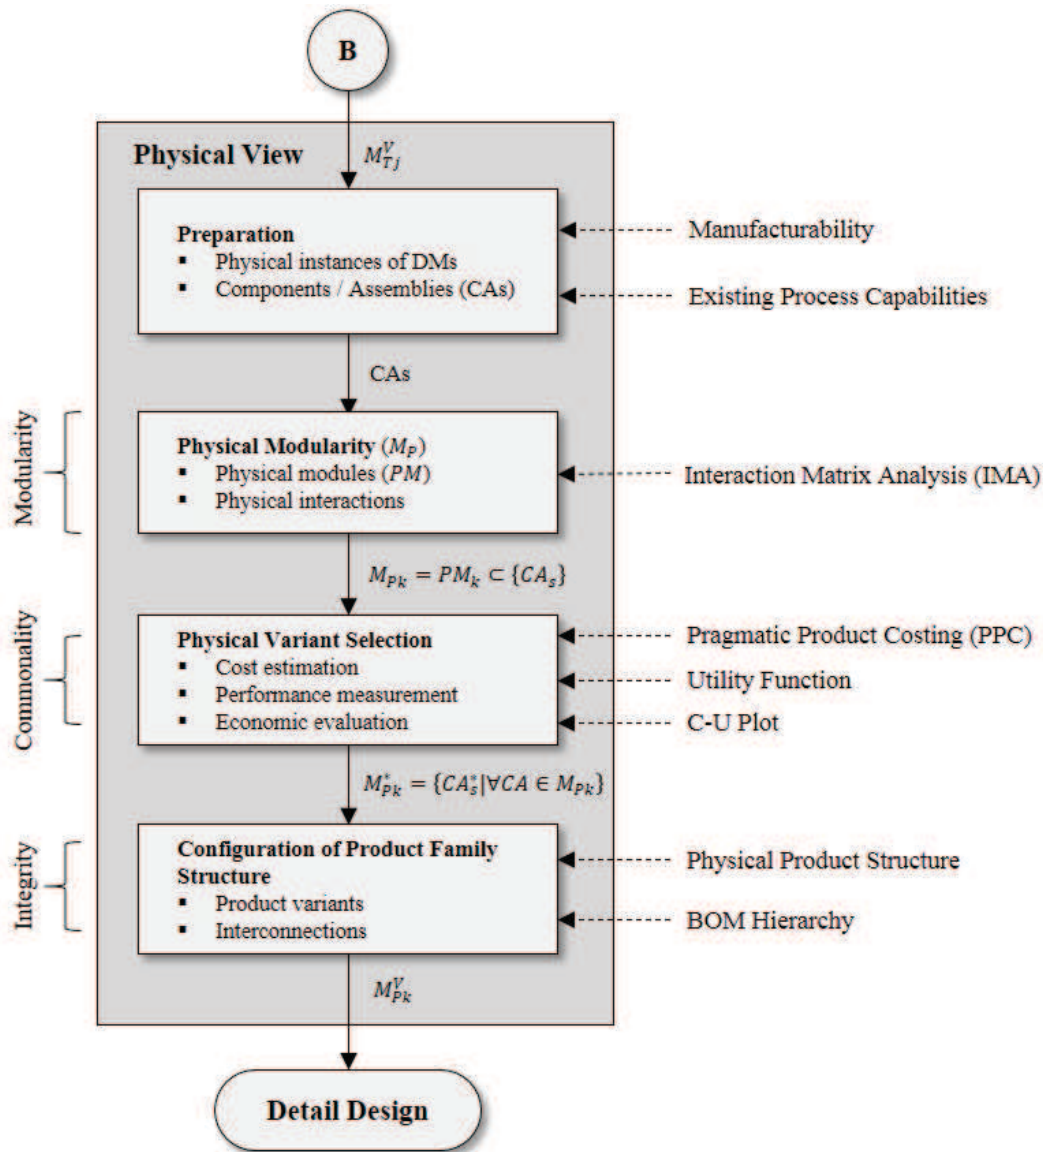 B
Physical View
M_{Tj}^{V}
Preparation
▪ Physical instances of DMs
▪ Components / Assemblies (CAs)
Manufacturability
Existing Process Capabilities
CAs
Modularity
Physical Modularity (M_P)
▪ Physical modules (PM)
▪ Physical interactions
Interaction Matrix Analysis (IMA)
M_{Pk} = PM_k ⊂ {CA_s}
Commonality
Physical Variant Selection
▪ Cost estimation
▪ Performance measurement
▪ Economic evaluation
Pragmatic Product Costing (PPC)
Utility Function
C-U Plot
M_{Pk}^{*} = {CA_s^{*}|∀CA ∈ M_{Pk}}
Integrity
Configuration of Product Family
Structure
▪ Product variants
▪ Interconnections
Physical Product Structure
BOM Hierarchy
M_{Pk}^{V}
Detail Design